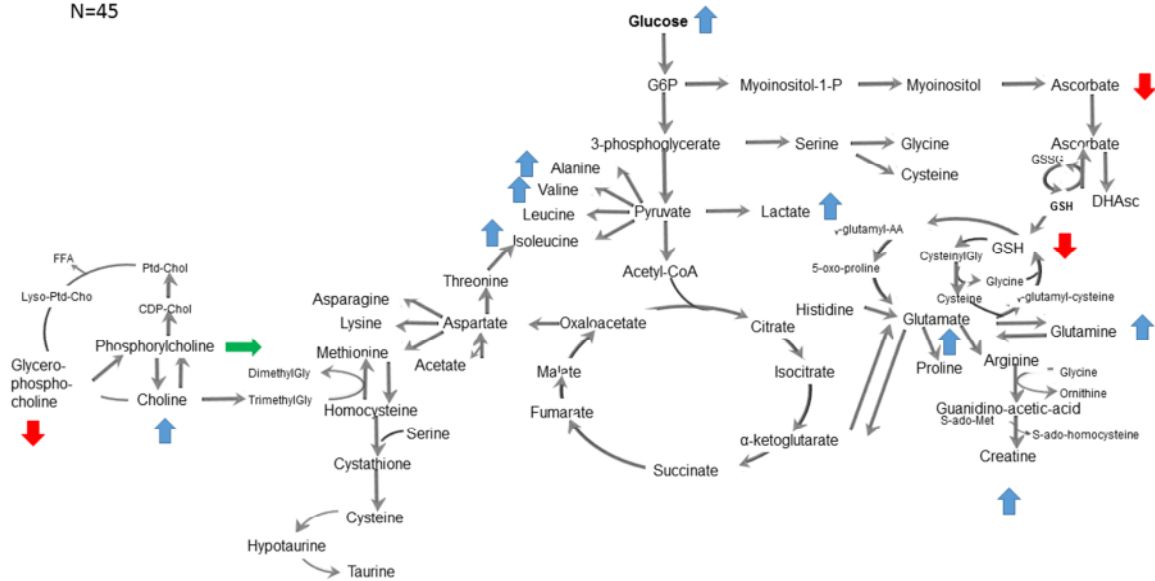 N=45
Glucose
G6P
Myoinositol-1-P
Myoinositol
Ascorbate
3-phosphoglycerate
Serine
Glycine
Cysteine
Ascorbate
GSSG
GSH
DHAsc
Alanine
Valine
Leucine
Isoleucine
Pyruvate
Lactate
Acetyl-CoA
Threonine
Asparagine
Lysine
Aspartate
Methionine
Acetate
Oxaloacetate
Citrate
Isocitrate
α-ketoglutarate
Succinate
Fumarate
Malate
γ-glutamyl-AA
5-oxo-proline
GSH
CysteinylGly
Glycine
Cysteine
γ-glutamyl-cysteine
Histidine
Glutamate
Glutamine
Proline
Arginine
Glycine
Ornithine
Guanidino-acetic-acid
S-ado-Met
S-ado-homocysteine
Creatine
FFA
Ptd-Chol
Lyso-Ptd-Cho
CDP-Chol
Phosphorylcholine
Glycero-
phospho-
choline
Choline
DimethylGly
TrimethylGly
Homocysteine
Serine
Cystathione
Cysteine
Hypotaurine
Taurine